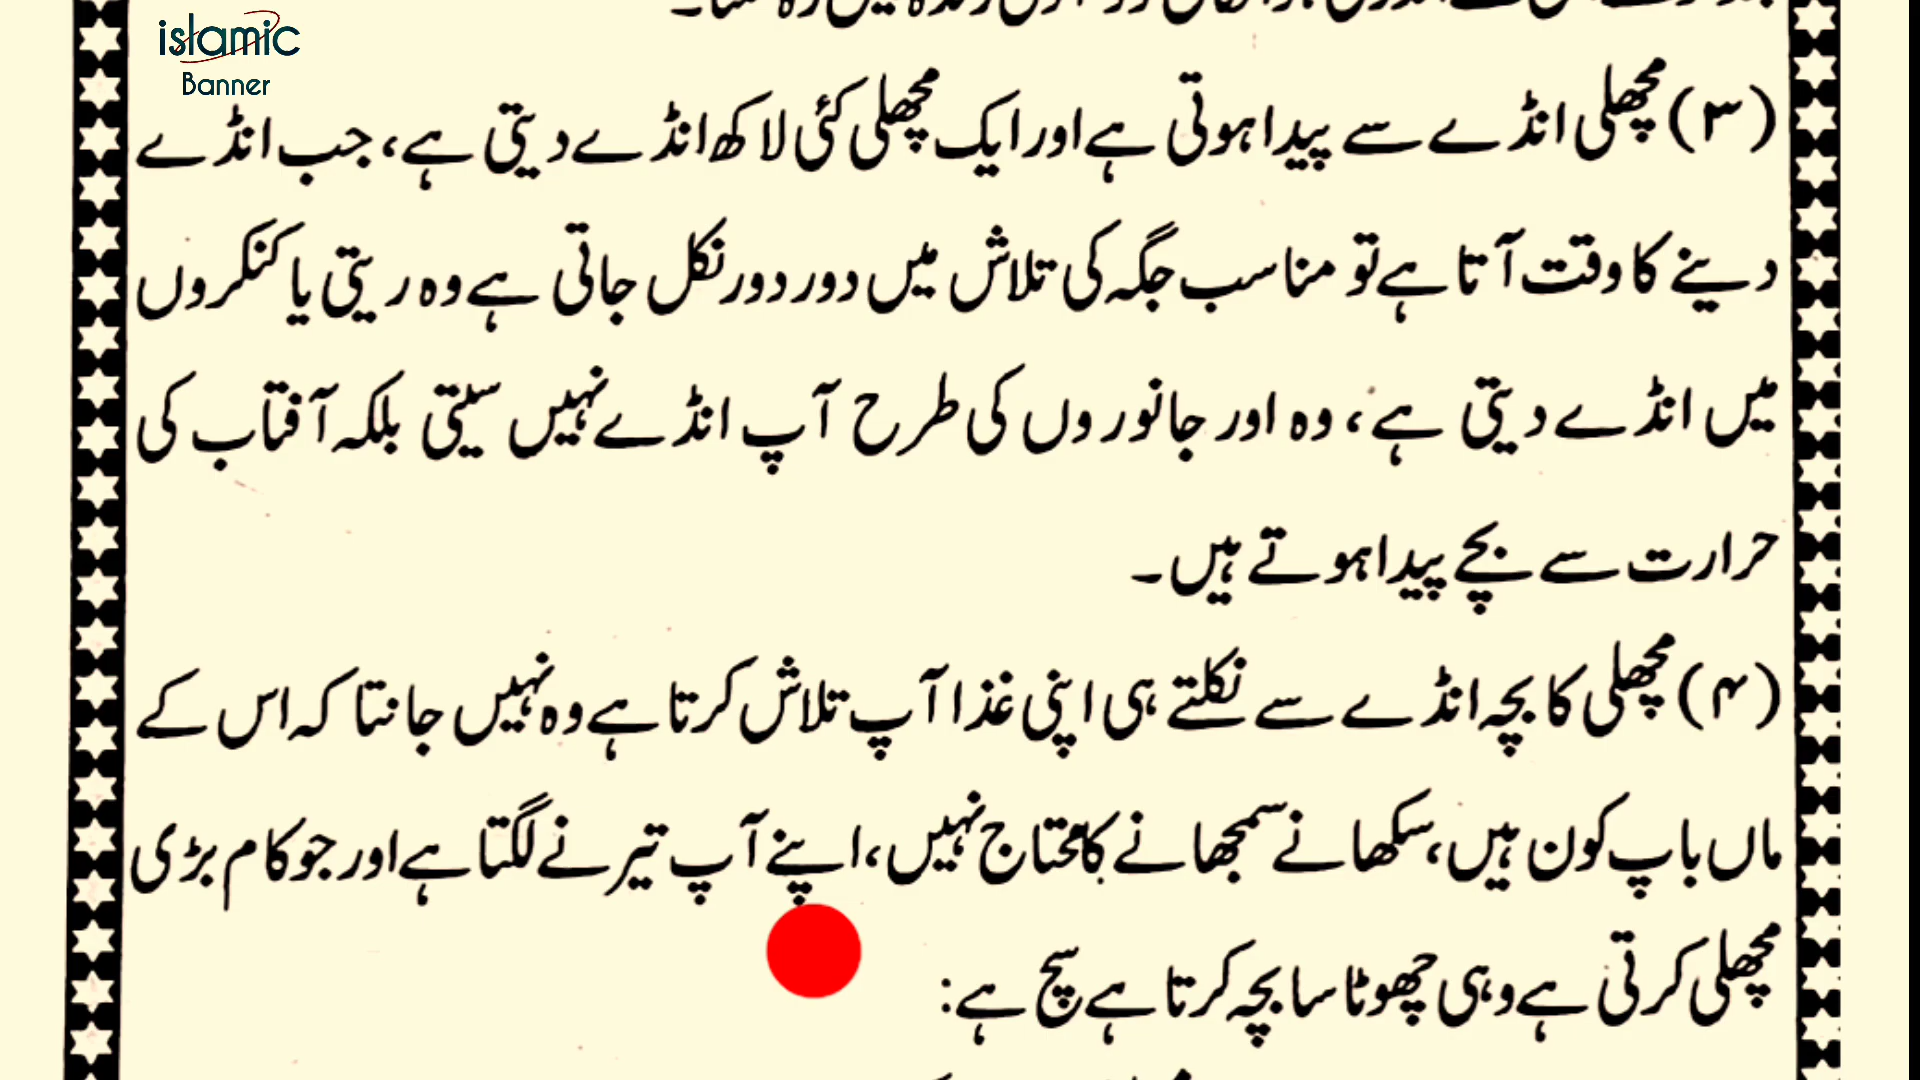 islamic
Banner
(۳) مچھلی انڈے سے پیدا ہوتی ہے اور ایک مچھلی کئی لاکھ انڈے دیتی ہے، جب انڈے
دینے کا وقت آتا ہے تو مناسب جگہ کی تلاش میں دور دور نکل جاتی ہے وہ ریتی یا کنکروں
میں انڈے دیتی ہے، وہ اور جانوروں کی طرح آپ انڈے نہیں سیتی بلکہ آفتاب کی
حرارت سے بچے پیدا ہوتے ہیں۔
(۴) مچھلی کا بچہ انڈے سے نکلتے ہی اپنی غذا آپ تلاش کرتا ہے وہ نہیں جانتا کہ اس کے
ماں باپ کون ہیں، سکھانے سمجھانے کا محتاج نہیں، اپنے آپ تیرنے لگتا ہے اور جو کام بڑی
مچھلی کرتی ہے وہی چھوٹا سا بچہ کرتا ہے سچ ہے: